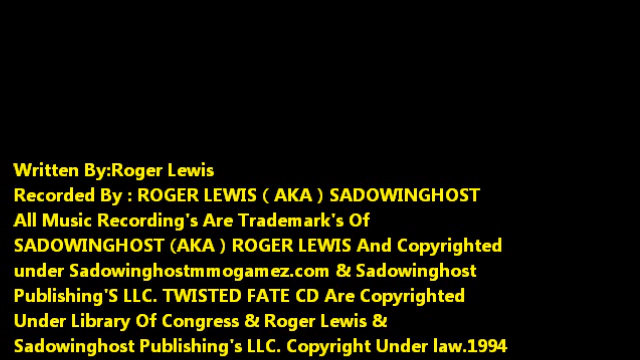 Written By:Roger Lewis
Recorded By : ROGER LEWIS ( AKA ) SADOWINGHOST
All Music Recording's Are Trademark's Of
SADOWINGHOST (AKA ) ROGER LEWIS And Copyrighted
under Sadowinghostmmogamez.com & Sadowinghost
Publishing'S LLC. TWISTED FATE CD Are Copyrighted
Under Library Of Congress & Roger Lewis &
Sadowinghost Publishing's LLC. Copyright Under law.1994